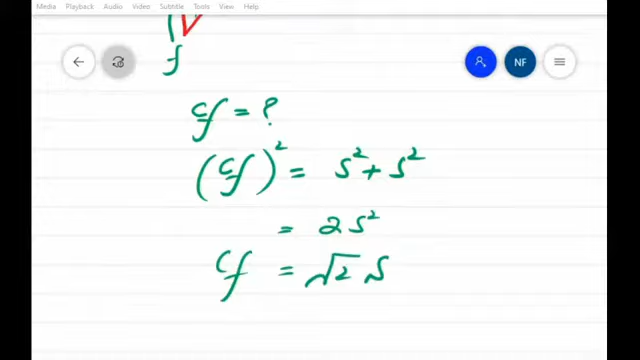 Media Playback Audio Video Subtitle Tools View Help
NF
f
cf = ?
(cf)² = s² + s²
= 2s²
cf = √2 s